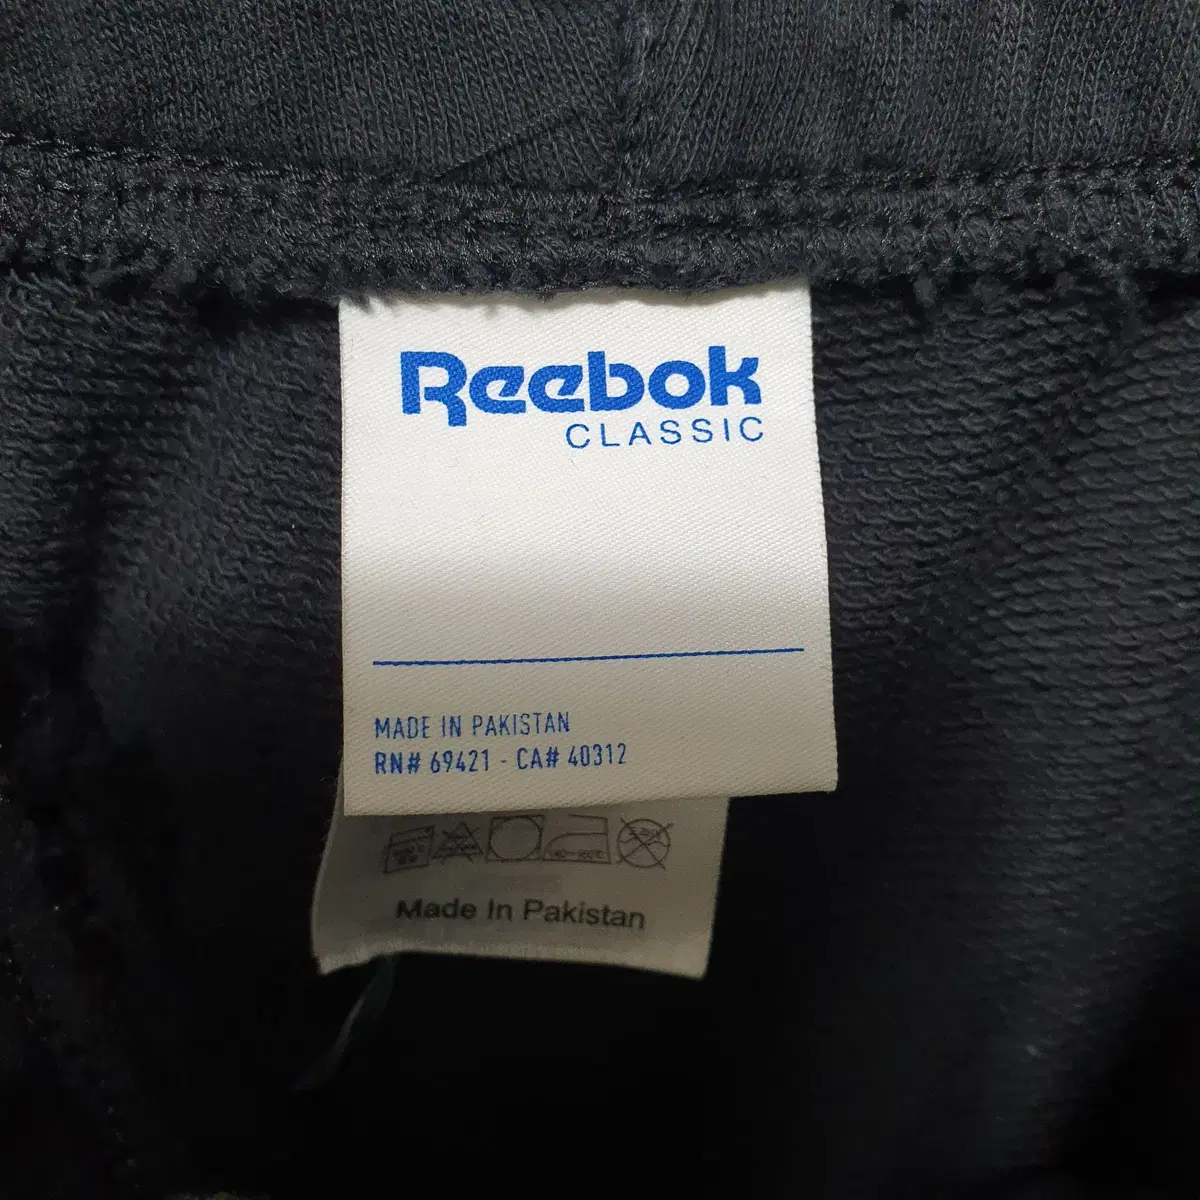 Reebok
CLASSIC
MADE IN PAKISTAN
RN# 69421 - CA# 40312
Made In Pakistan